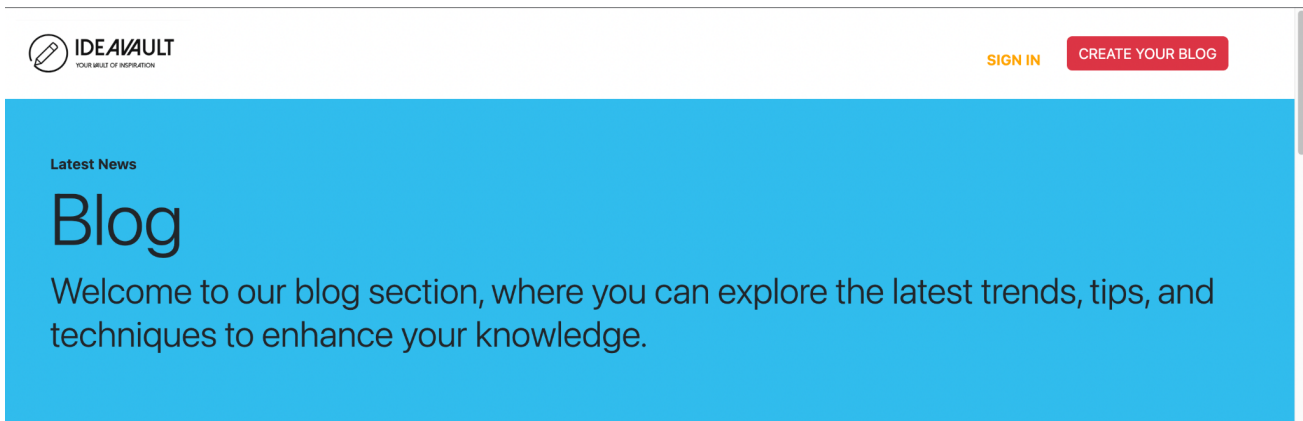 IDEAVAULT
YOUR VAULT OF INSPIRATION
SIGN IN
CREATE YOUR BLOG
Latest News
Blog
Welcome to our blog section, where you can explore the latest trends, tips, and
techniques to enhance your knowledge.